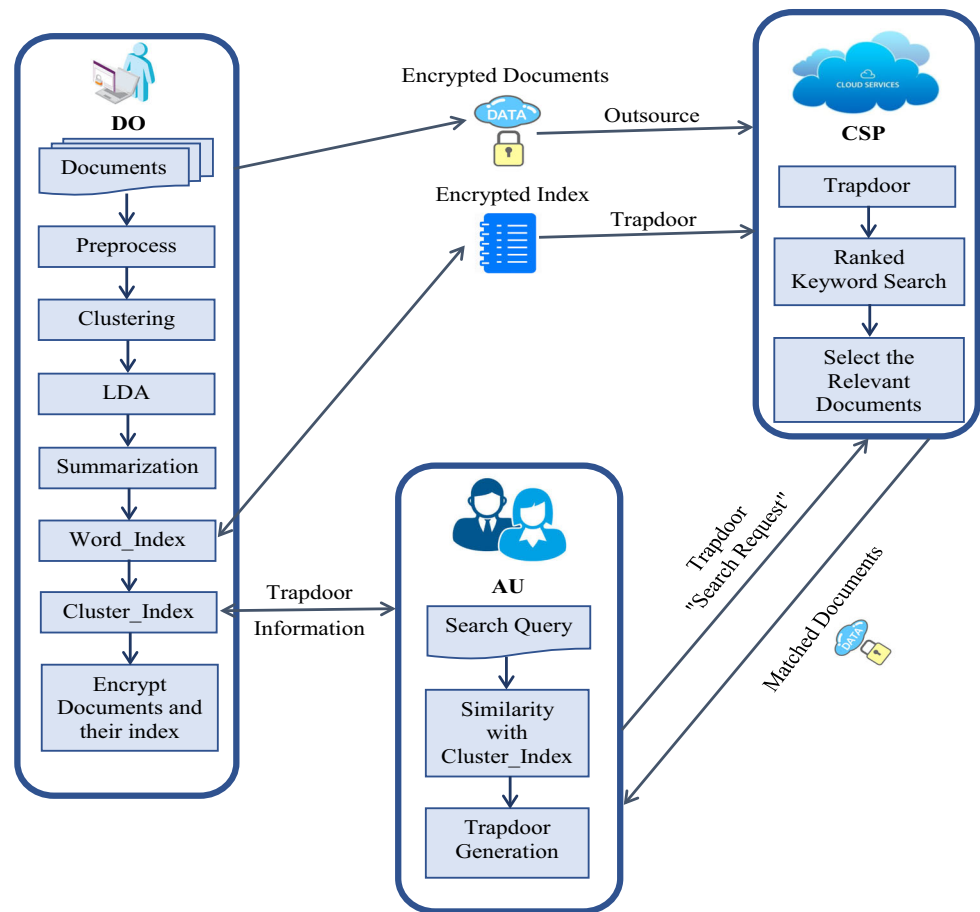 DO
Documents
Preprocess
Clustering
LDA
Summarization
Word_Index
Cluster_Index
Encrypt
Documents and
their index
Encrypted Documents
DATA
Outsource
Encrypted Index
Trapdoor
CLOUD SERVICES
CSP
Trapdoor
Ranked
Keyword Search
Select the
Relevant
Documents
Trapdoor
Information
AU
Search Query
Similarity
with
Cluster_Index
Trapdoor
Generation
Trapdoor
"Search Request"
Matched Documents
DATA